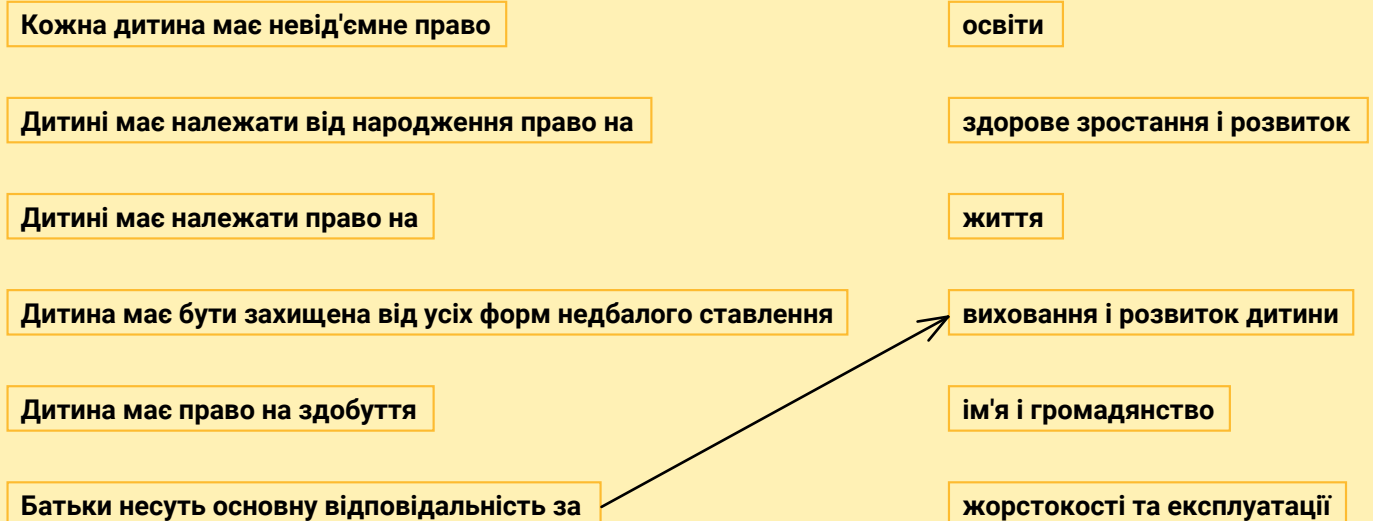 Кожна дитина має невід'ємне право
освіти
Дитині має належати від народження право на
здорове зростання і розвиток
Дитині має належати право на
життя
Дитина має бути захищена від усіх форм недбалого ставлення
виховання і розвиток дитини
Дитина має право на здобуття
ім'я і громадянство
Батьки несуть основну відповідальність за
жорстокості та експлуатації